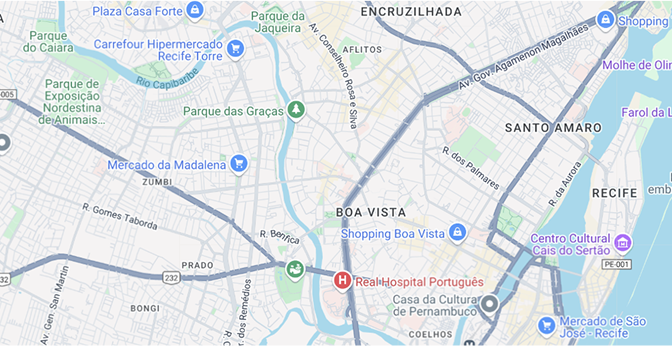 Plaza Casa Forte
Parque da
Jaqueira
ENCRUZILHADA
Shopping
Parque
do Caiara
Carrefour Hipermercado
Recife Torre
AFLITOS
Av. Conselheiro Rosa e Silva
Av. Gov. Agamenon Magalhães
Molhe de Olin
Rio Capibaribe
-005
Parque de
Exposição
Nordestina
de Animais...
Parque das Graças
Farol da L
SANTO AMARO
Mercado da Madalena
R. dos Palmares
R. da Aurora
ZUMBI
RECIFE
emb
R. Gomes Taborda
BOA VISTA
R. Benfica
Shopping Boa Vista
Centro Cultural
Cais do Sertão
PRADO
PE-001
232
232
H
Real Hospital Português
Av. Gen. San Martin
R. dos Remédios
Casa da Cultura
de Pernambuco
BONGI
COELHOS
Mercado de São
José - Recife